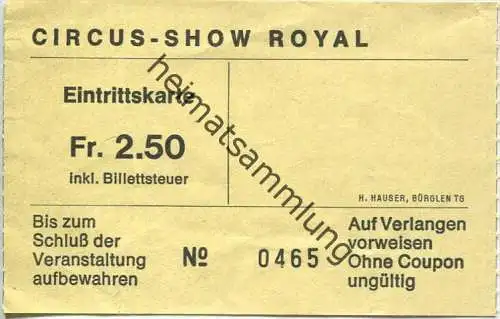 CIRCUS-SHOW ROYAL
Eintrittskarte
Fr. 2.50
inkl. Billettsteuer
H. HAUSER, BÜRGLEN TG
Bis zum
Schluß der
Veranstaltung
aufbewahren
Nº 0465
Auf Verlangen
vorweisen
Ohne Coupon
ungültig
heimatsammlung.de